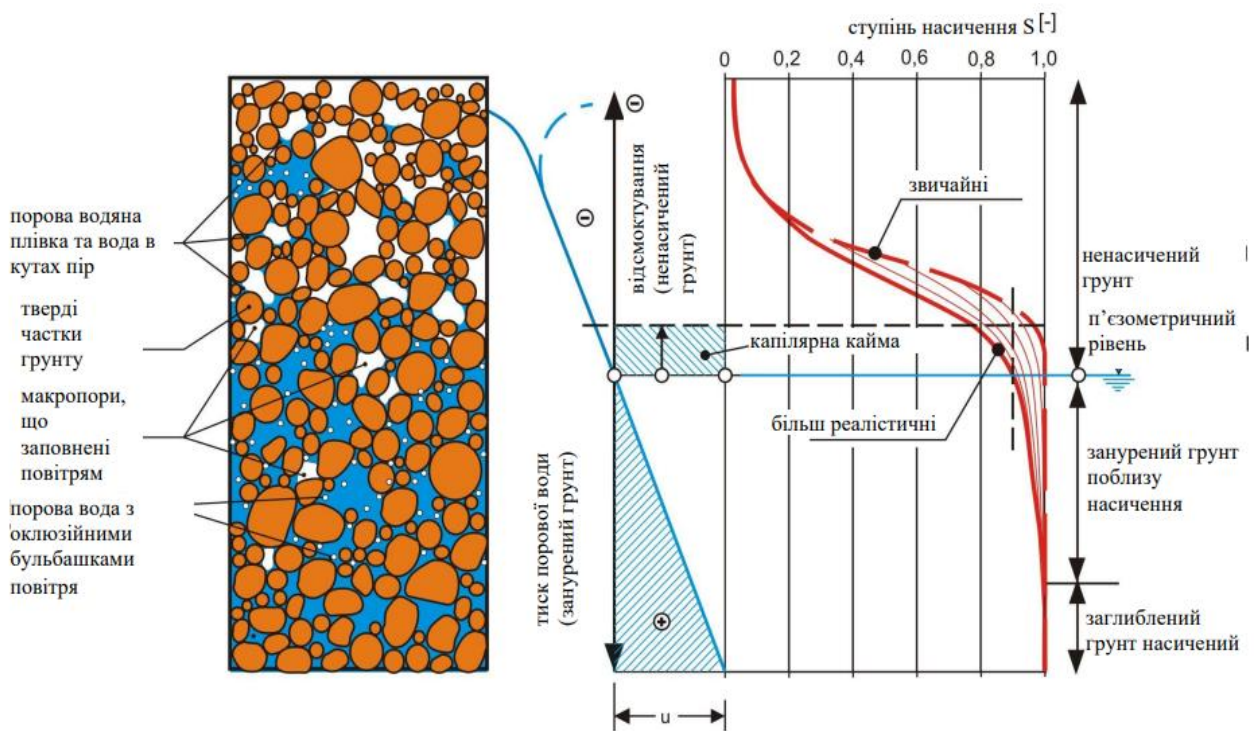 ступінь насичення S [-]
0 0,2 0,4 0,6 0,8 1,0
порова водяна
плівка та вода в
кутах пір
тверді
частки
грунту
макропори,
що
заповнені
повітрям
порова вода з
оклюзійними
бульбашками
повітря
відсмоктування
(ненасичений
грунт)
тиск порової води
(занурений грунт)
u
звичайні
капілярна кайма
більш реалістичні
ненасичений
грунт
п’єзометричний
рівень
занурений грунт
поблизу
насичення
заглиблений
грунт насичений